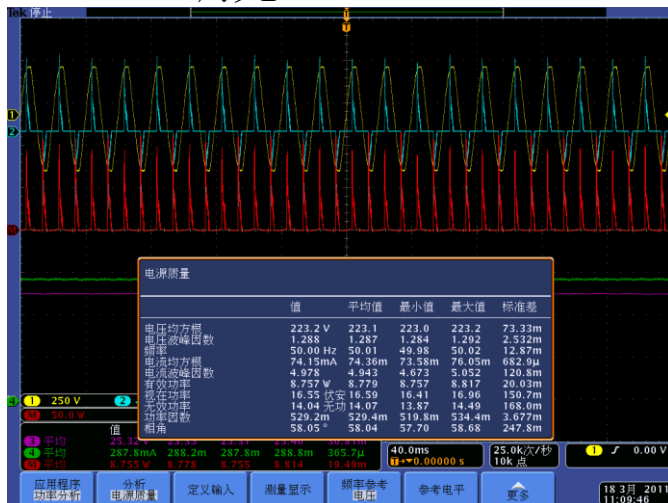 Tek 停止
T
T
1
2
M
电源质量
值 平均值 最小值 最大值 标准差
电压均方根 223.2 V 223.1 223.0 223.2 73.33m
电压波峰因数 1.288 1.287 1.284 1.292 2.532m
频率 50.00 Hz 50.01 49.98 50.02 12.87m
电流均方根 74.15mA 74.36m 73.58m 76.05m 682.9µ
电流波峰因数 4.978 4.943 4.673 5.052 120.8m
有效功率 8.757 W 8.779 8.757 8.817 20.03m
视在功率 16.55 伏安 16.59 16.41 16.96 150.7m
无效功率 14.04 无功 14.07 13.87 14.49 168.0m
功率因数 529.2m 529.4m 519.8m 534.4m 3.677m
相角 58.05 ° 58.04 57.70 58.68 247.8m
4
1 250 V 2
M 50.0 W
值
3 平均
4 平均 287.8mA 288.2m 287.8m 288.8m 365.7µ
M 平均 8.755 W 8.778 8.755 8.814 19.49m
40.0ms
T→▼0.00000 s
25.0k次/秒
10k 点
1 0.00 V
应用程序
功率分析
分析
电源质量
定义输入
测量显示
频率参考
电压
参考电平
更多
18 3月 2011
11:09:46